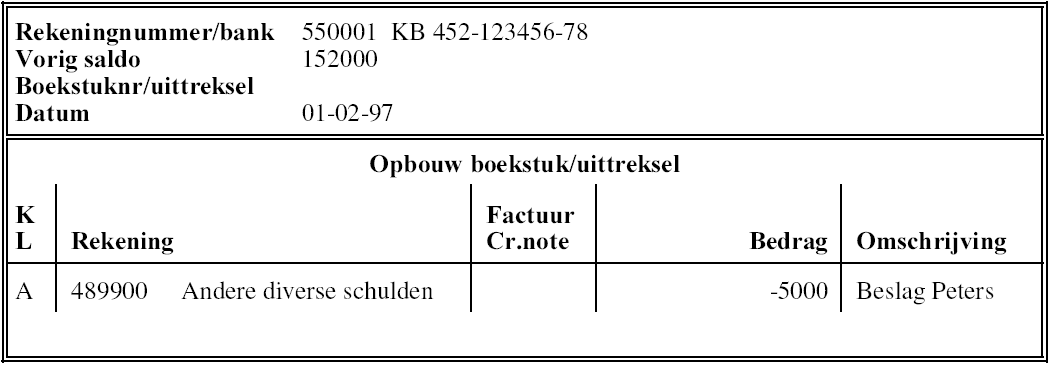 Rekeningnummer/bank 550001 KB 452-123456-78
Vorig saldo 152000
Boekstuknr/uittreksel
Datum 01-02-97
Opbouw boekstuk/uittreksel
K Factuur
L Rekening Cr.note Bedrag Omschrijving
A 489900 Andere diverse schulden -5000 Beslag Peters